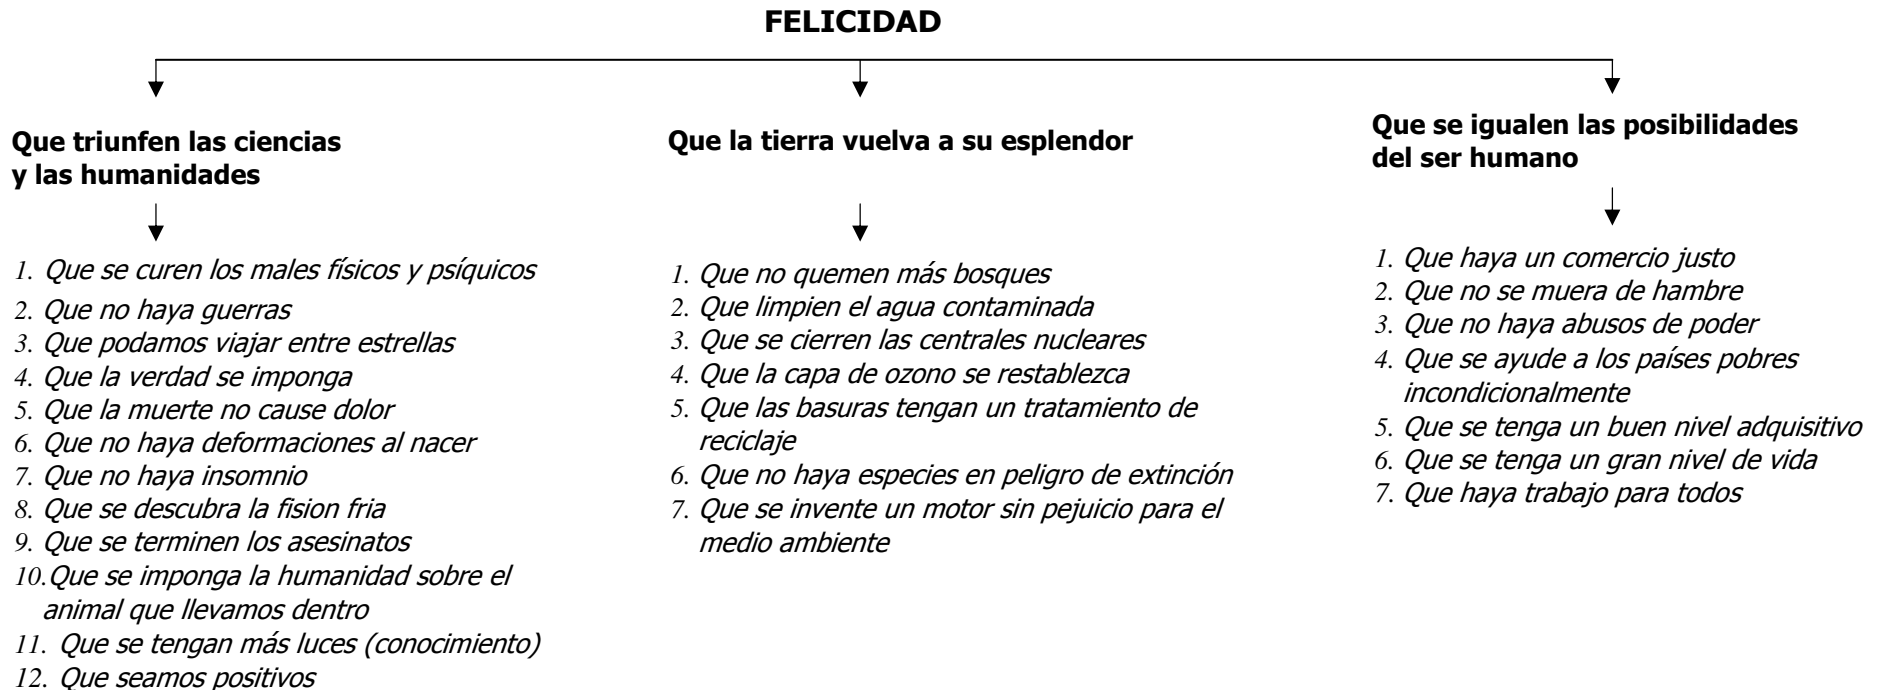 FELICIDAD
Que triunfen las ciencias
y las humanidades
1. Que se curen los males físicos y psíquicos
2. Que no haya guerras
3. Que podamos viajar entre estrellas
4. Que la verdad se imponga
5. Que la muerte no cause dolor
6. Que no haya deformaciones al nacer
7. Que no haya insomnio
8. Que se descubra la fision fria
9. Que se terminen los asesinatos
10.Que se imponga la humanidad sobre el
animal que llevamos dentro
11. Que se tengan más luces (conocimiento)
12. Que seamos positivos
Que la tierra vuelva a su esplendor
1. Que no quemen más bosques
2. Que limpien el agua contaminada
3. Que se cierren las centrales nucleares
4. Que la capa de ozono se restablezca
5. Que las basuras tengan un tratamiento de
reciclaje
6. Que no haya especies en peligro de extinción
7. Que se invente un motor sin pejuicio para el
medio ambiente
Que se igualen las posibilidades
del ser humano
1. Que haya un comercio justo
2. Que no se muera de hambre
3. Que no haya abusos de poder
4. Que se ayude a los países pobres
incondicionalmente
5. Que se tenga un buen nivel adquisitivo
6. Que se tenga un gran nivel de vida
7. Que haya trabajo para todos